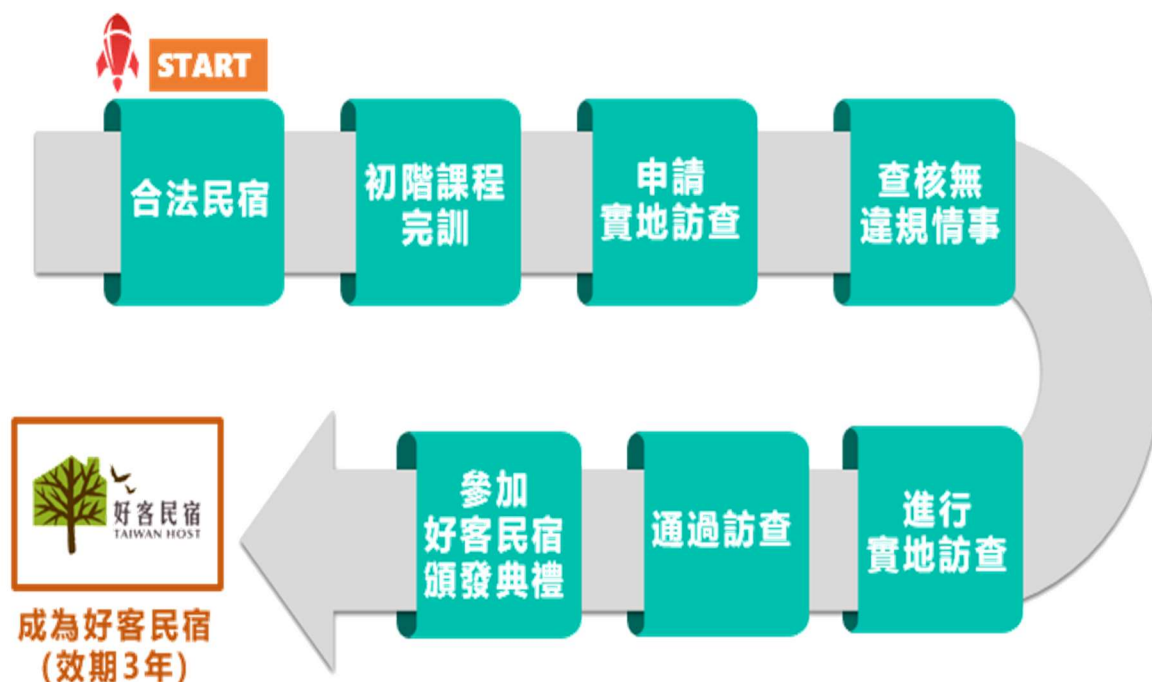 START
合法民宿
初階課程
完訓
申請
實地訪查
查核無
違規情事
進行
實地訪查
通過訪查
參加
好客民宿
頒發典禮
好客民宿
TAIWAN HOST
成為好客民宿
(效期3年)